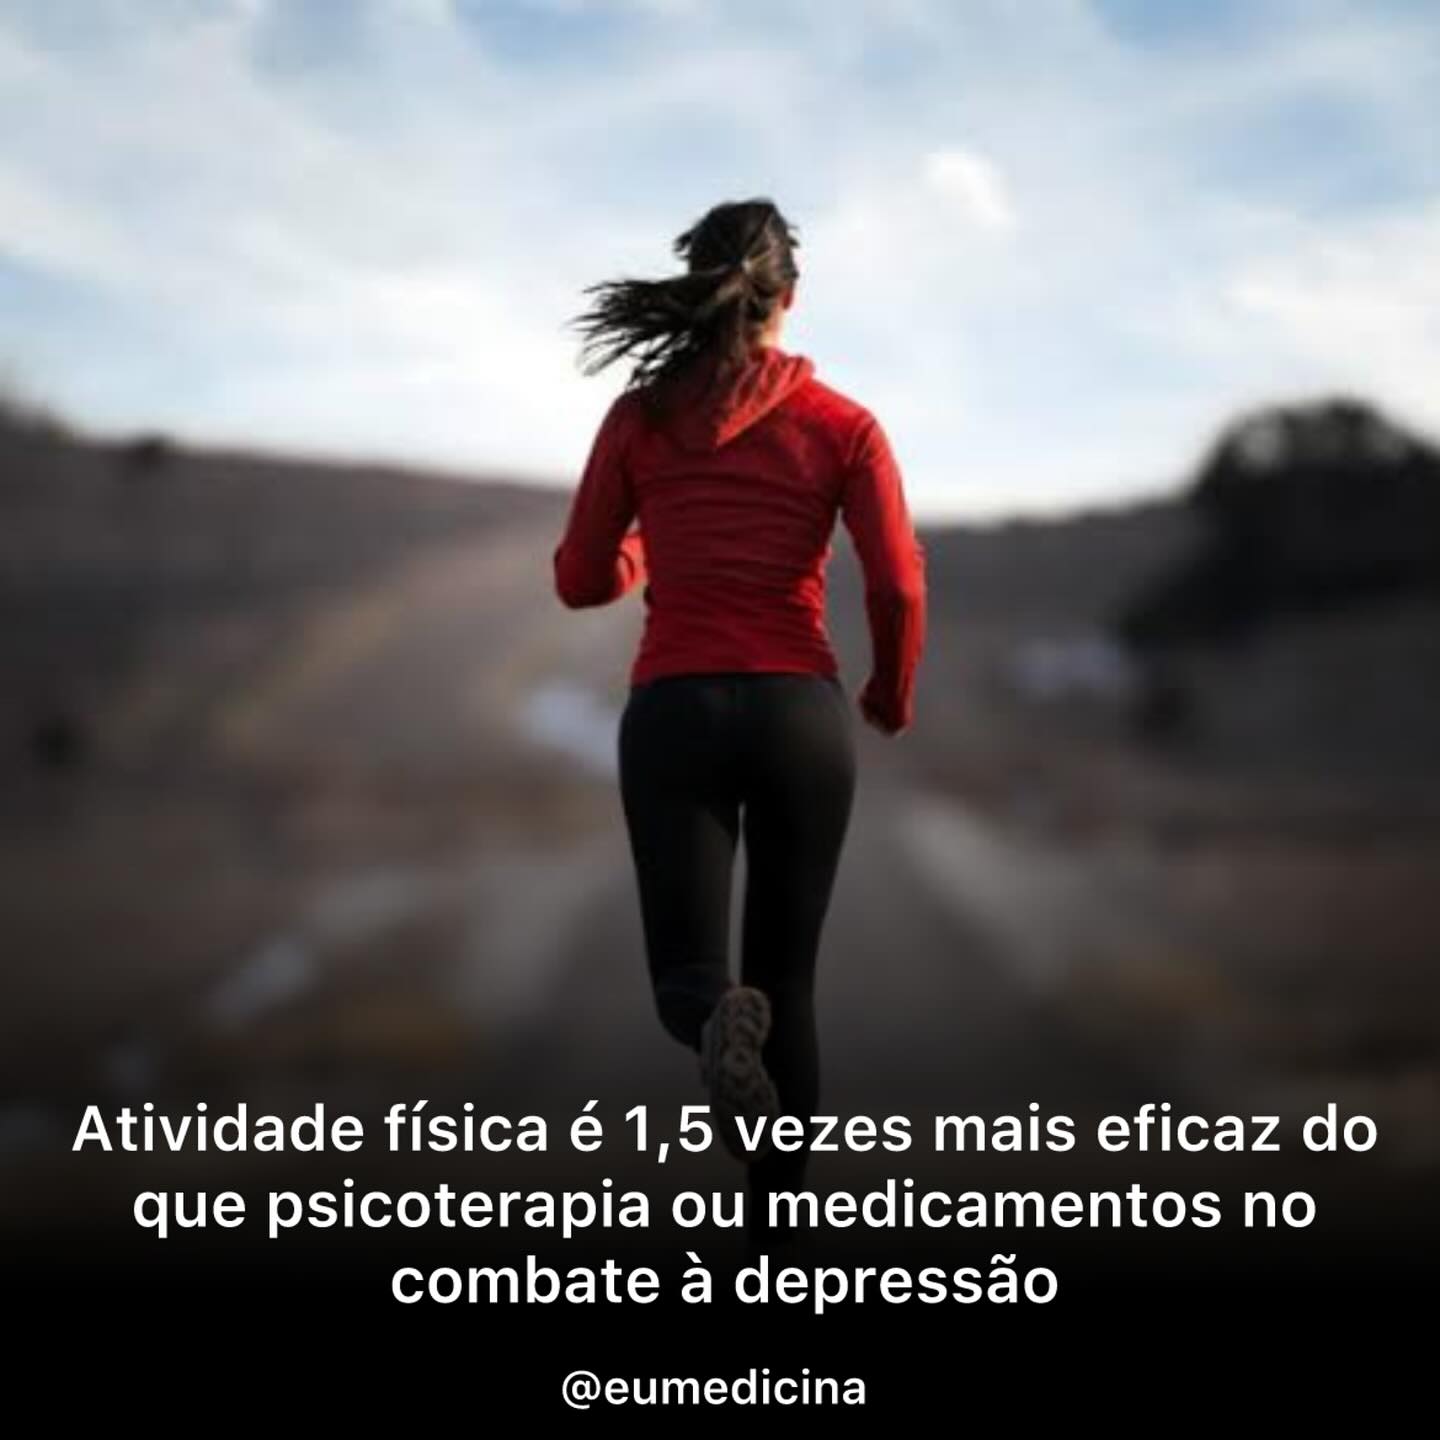 Atividade física é 1,5 vezes mais eficaz do
que psicoterapia ou medicamentos no
combate à depressão
@eumedicina